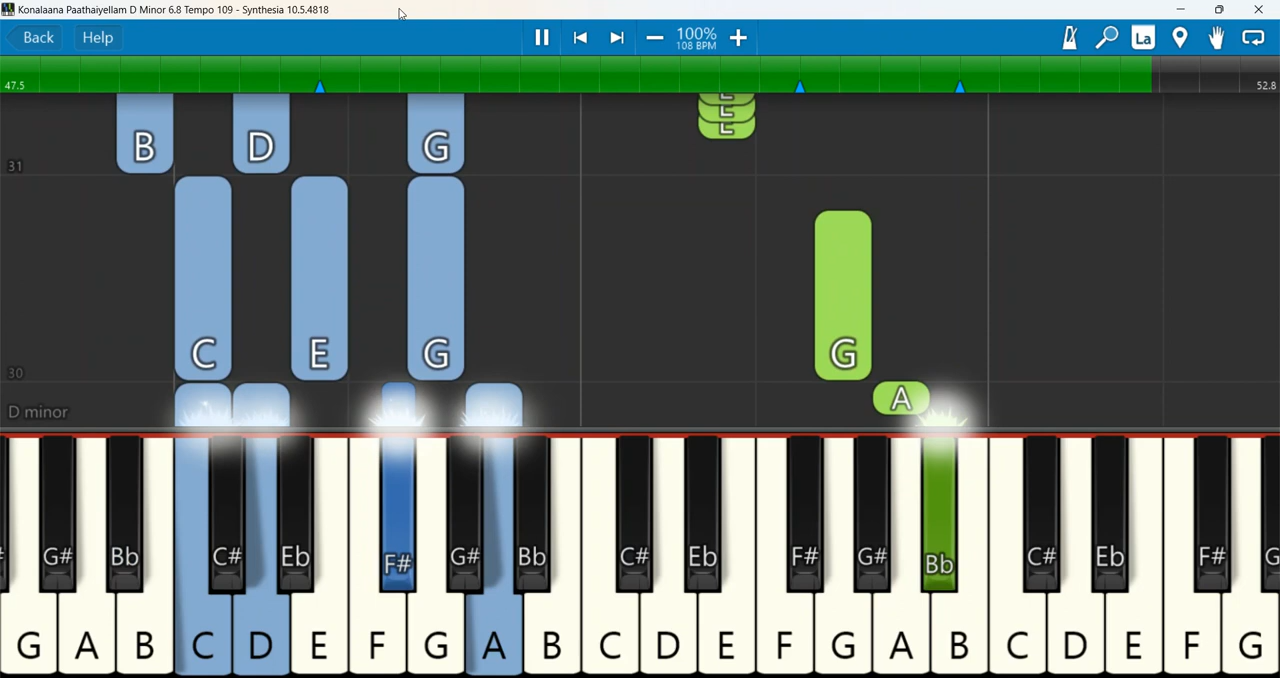 Konalaana Paathaiyellam D Minor 6.8 Tempo 109 - Synthesia 10.5.4818
Back Help 100% La
108 BPM
47.5 52.8
E
E
E
B D G
31
C E G G
30
A
D minor
G# Bb C# Eb F# G# Bb C# Eb F# G# Bb C# Eb F# G
G A B C D E F G A B C D E F G A B C D E F G